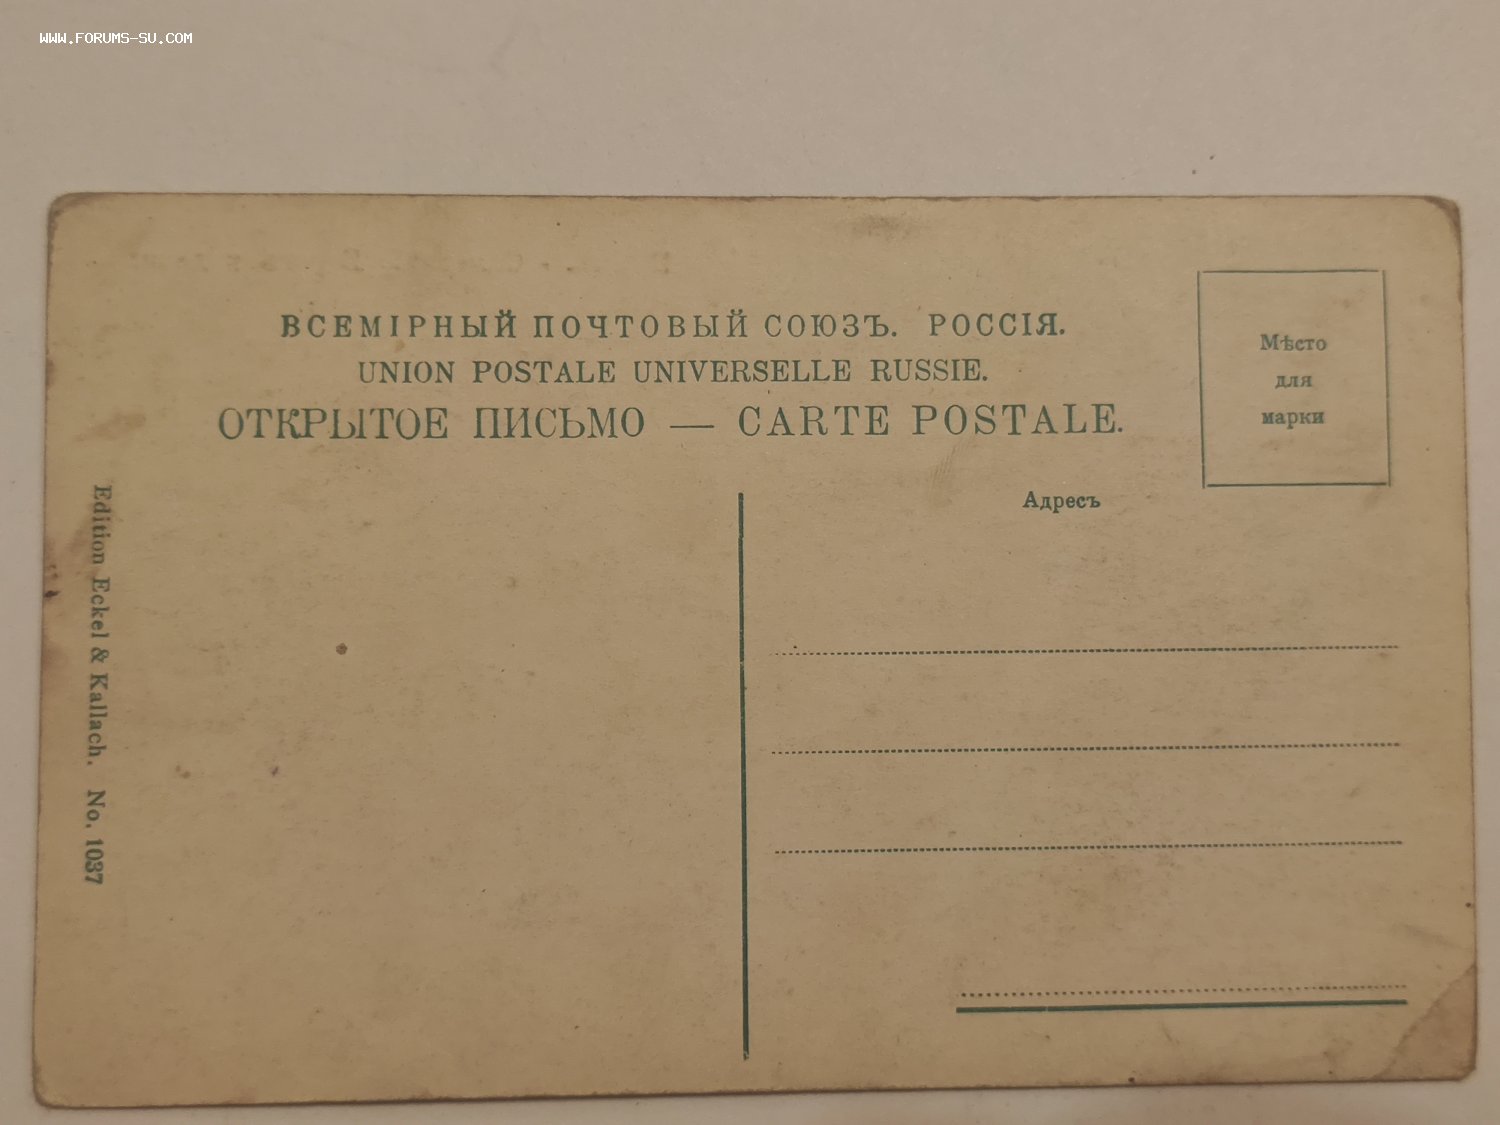 WWW.FORUMS-SU.COM
ВСЕМІРНЫЙ ПОЧТОВЫЙ СОЮЗЪ. РОССІЯ.
UNION POSTALE UNIVERSELLE RUSSIE.
ОТКРЫТОЕ ПИСЬМО — CARTE POSTALE.
Мѣсто
для
марки
Адресъ
Edition Eckel & Kallach. No. 1037